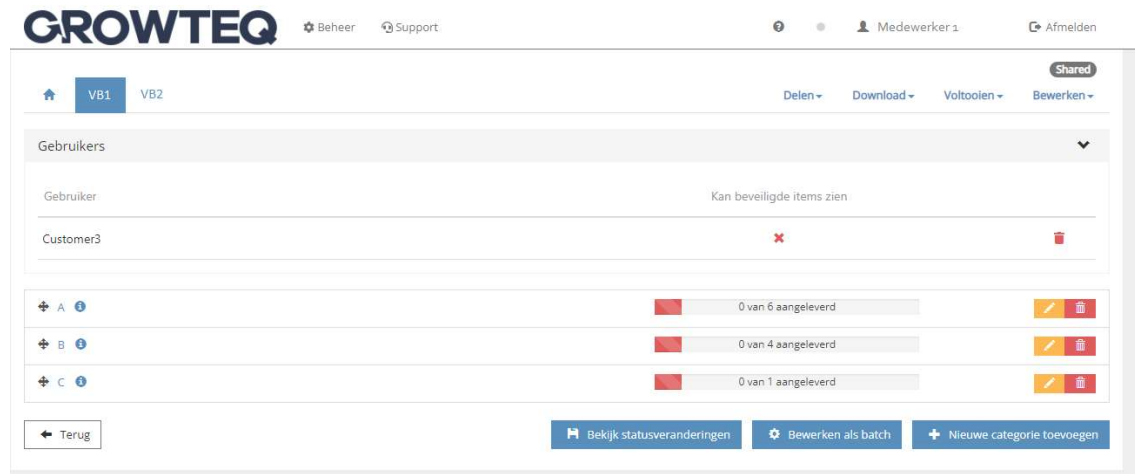 GROWTEQ Beheer Support Medewerker 1 Afmelden
Shared
VB1 VB2 Delen Download Voltooien Bewerken
Gebruikers
Gebruiker Kan beveiligde items zien
Customer3
A 0 van 6 aangeleverd
B 0 van 4 aangeleverd
C 0 van 1 aangeleverd
Terug Bekijk statusveranderingen Bewerken als batch Nieuwe categorie toevoegen